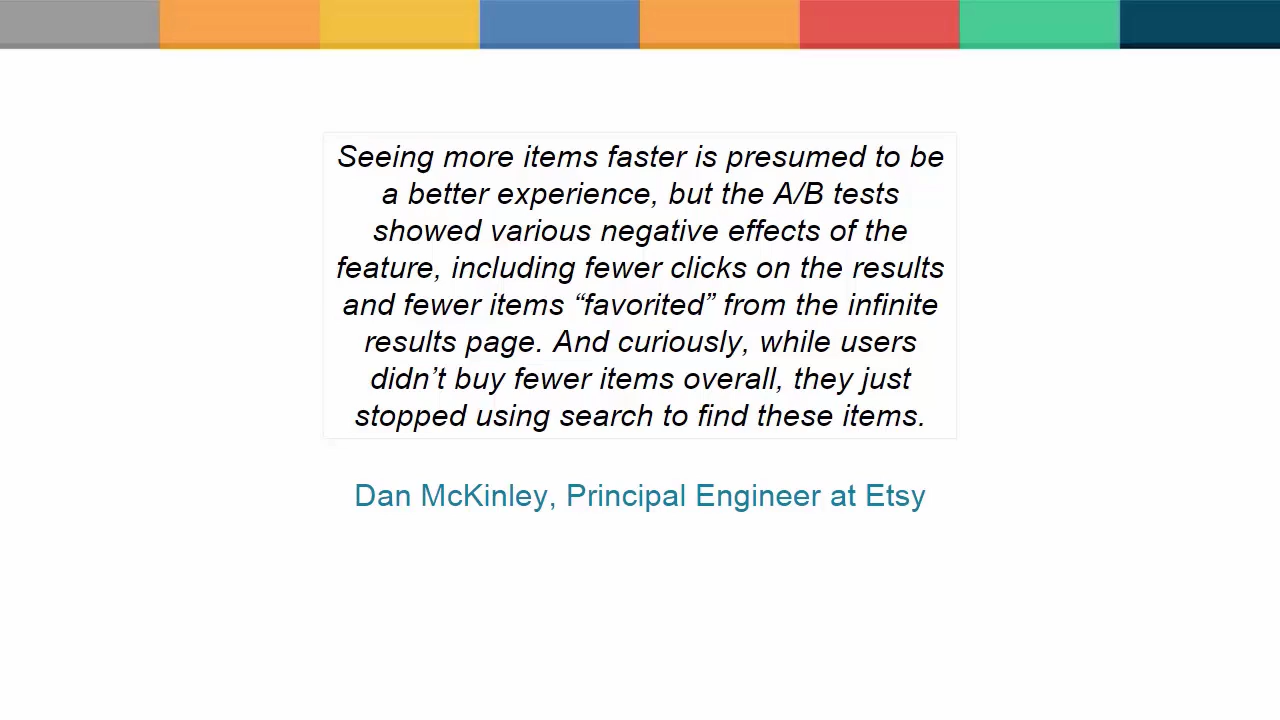 Seeing more items faster is presumed to be
a better experience, but the A/B tests
showed various negative effects of the
feature, including fewer clicks on the results
and fewer items “favorited” from the infinite
results page. And curiously, while users
didn’t buy fewer items overall, they just
stopped using search to find these items.
Dan McKinley, Principal Engineer at Etsy